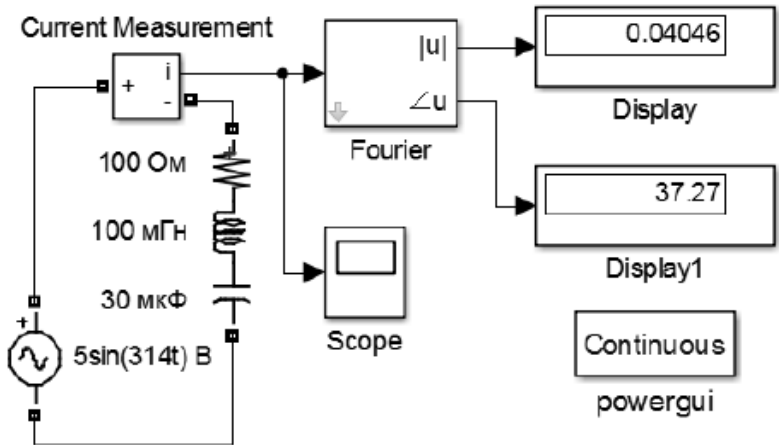 Current Measurement
+
i
-
|u|
∠u
Fourier
0.04046
Display
100 Ом
100 мГн
30 мкФ
37.27
Display1
Scope
+
5sin(314t) В
Continuous
powergui